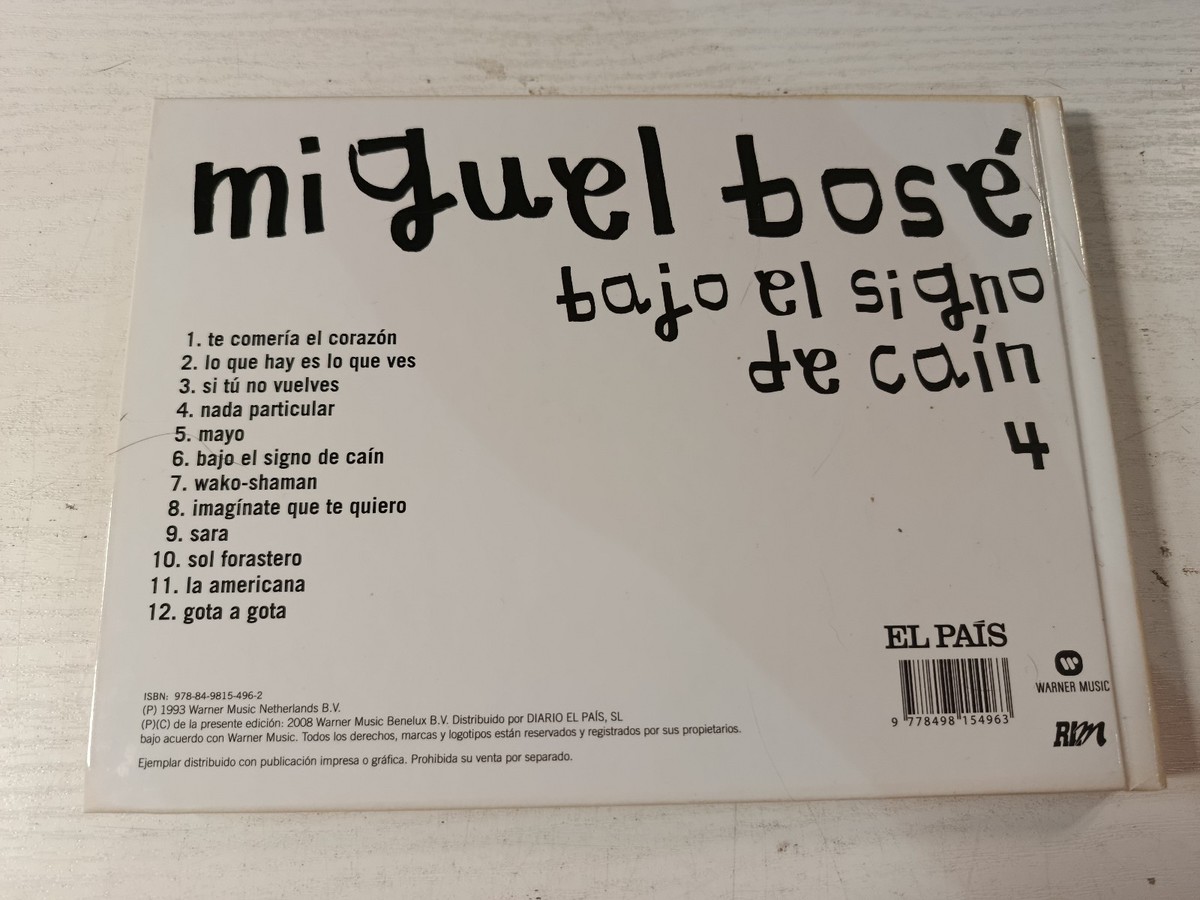 miguel bosé
bajo el signo
de caín
4
1. te comería el corazón
2. lo que hay es lo que ves
3. si tú no vuelves
4. nada particular
5. mayo
6. bajo el signo de caín
7. wako-shaman
8. imagínate que te quiero
9. sara
10. sol forastero
11. la americana
12. gota a gota
ISBN: 978-84-9815-496-2
(P) 1993 Warner Music Netherlands B.V.
(P)(C) de la presente edición: 2008 Warner Music Benelux B.V. Distribuido por DIARIO EL PAÍS, SL
bajo acuerdo con Warner Music. Todos los derechos, marcas y logotipos están reservados y registrados por sus propietarios.
Ejemplar distribuido con publicación impresa o gráfica. Prohibida su venta por separado.
EL PAÍS
9 778498 154963
WARNER MUSIC
RLM